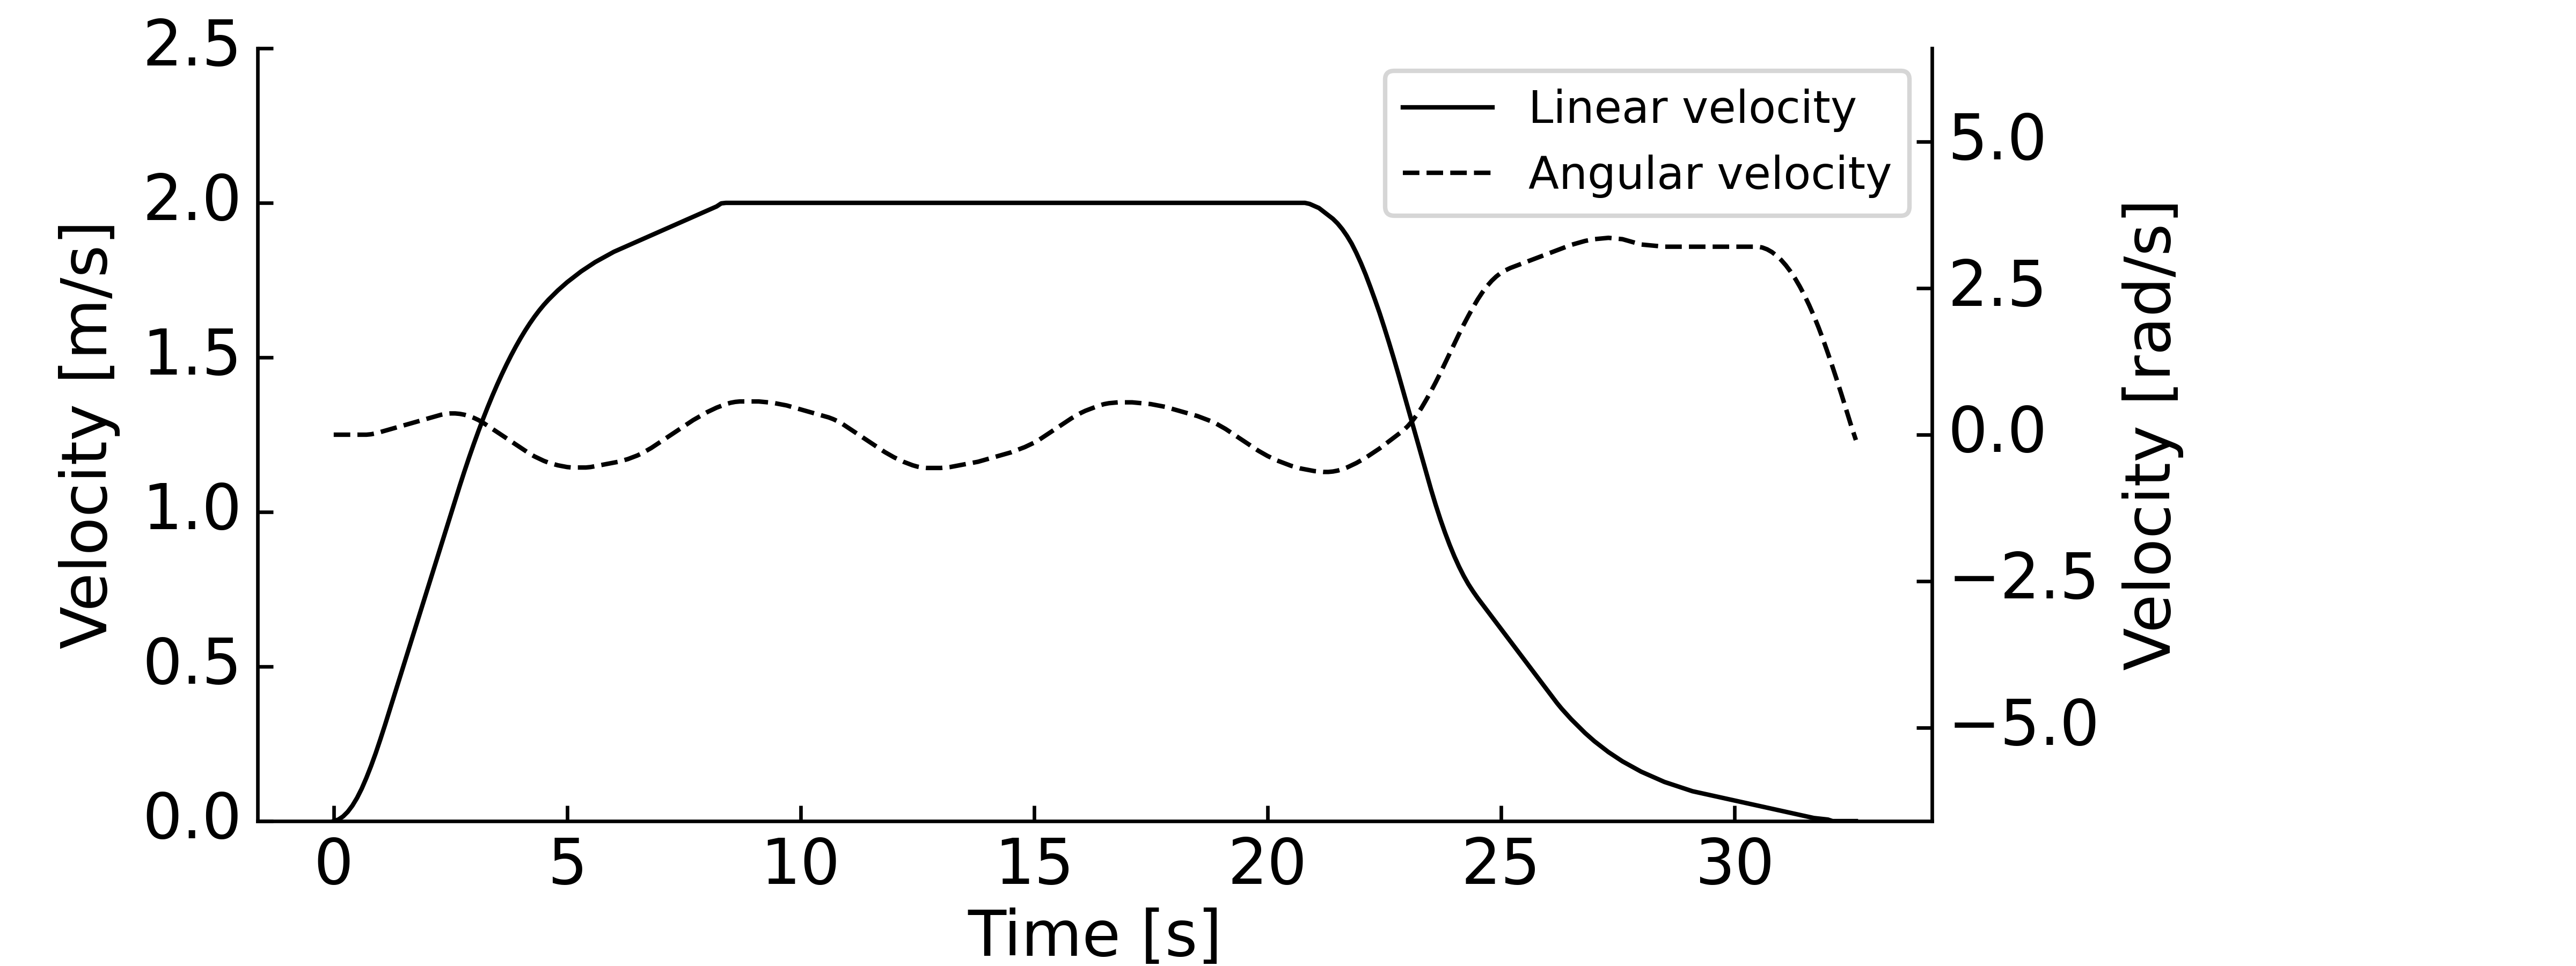 2.5
2.0
1.5
1.0
0.5
0.0
Velocity [m/s]
Linear velocity
Angular velocity
5.0
2.5
0.0
−2.5
−5.0
Velocity [rad/s]
0 5 10 15 20 25 30
Time [s]